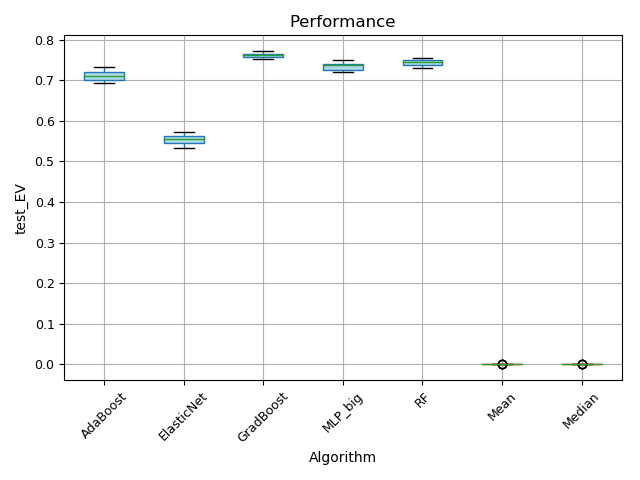 Performance
test_EV
0.8
0.7
0.6
0.5
0.4
0.3
0.2
0.1
0.0
AdaBoost
ElasticNet
GradBoost
MLP_big
RF
Mean
Median
Algorithm